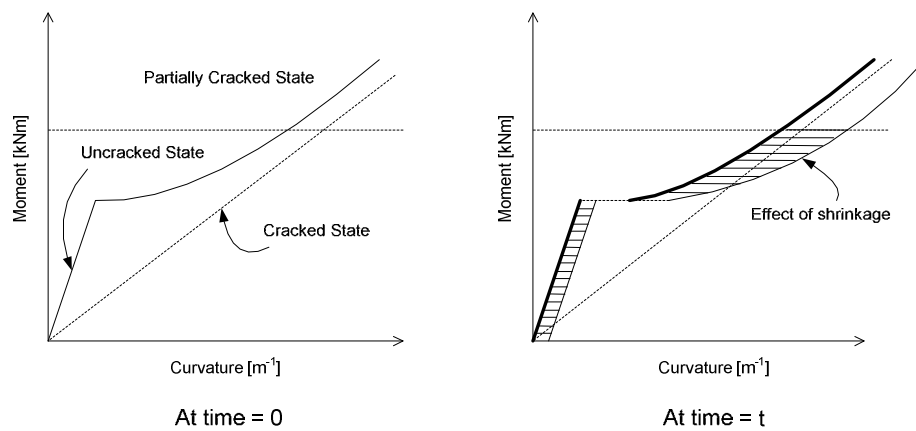 Moment [kNm]
Partially Cracked State
Uncracked State
Cracked State
Curvature [m⁻¹]
At time = 0
Moment [kNm]
Effect of shrinkage
Curvature [m⁻¹]
At time = t